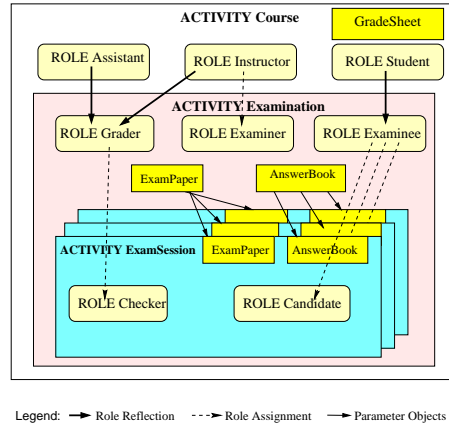 ACTIVITY Course
GradeSheet
ROLE Assistant
ROLE Instructor
ROLE Student
ACTIVITY Examination
ROLE Grader
ROLE Examiner
ROLE Examinee
ExamPaper
AnswerBook
ACTIVITY ExamSession
ExamPaper
AnswerBook
ROLE Checker
ROLE Candidate
Legend: Role Reflection Role Assignment Parameter Objects